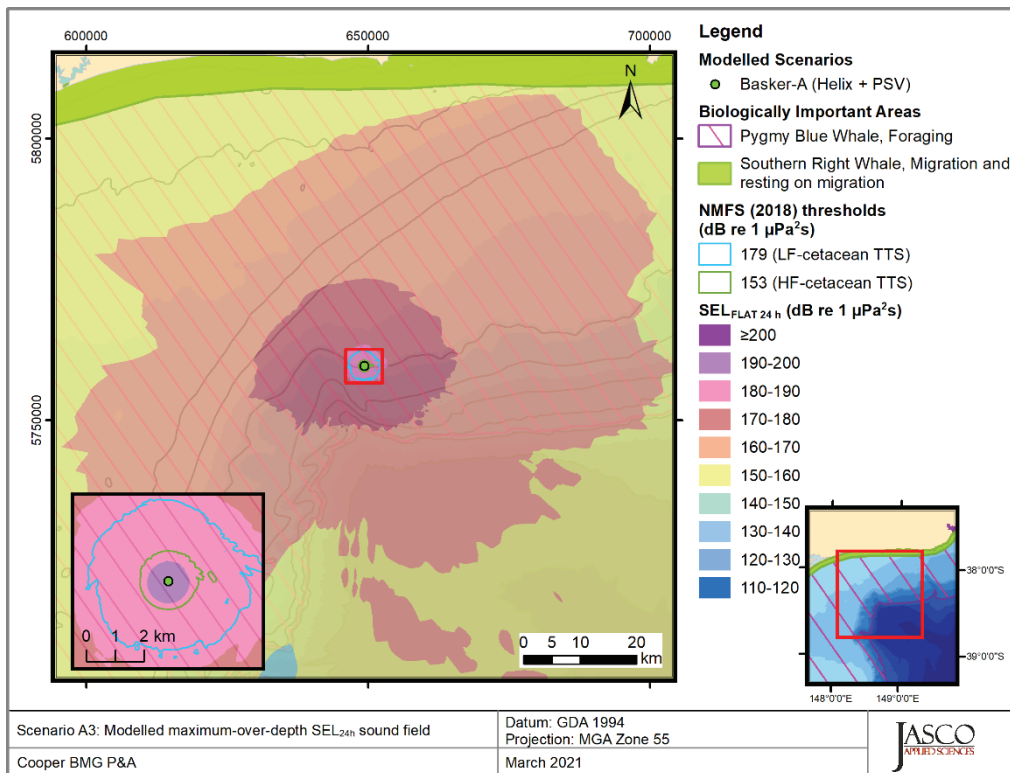 600000 650000 700000
5800000
5750000
N
0 1 2 km
0 5 10 20
km
Legend
Modelled Scenarios
Basker-A (Helix + PSV)
Biologically Important Areas
Pygmy Blue Whale, Foraging
Southern Right Whale, Migration and
resting on migration
NMFS (2018) thresholds
(dB re 1 µPa²s)
179 (LF-cetacean TTS)
153 (HF-cetacean TTS)
SEL FLAT 24 h (dB re 1 µPa²s)
≥200
190-200
180-190
170-180
160-170
150-160
140-150
130-140
120-130
110-120
38°0'0"S
39°0'0"S
148°0'0"E 149°0'0"E
Scenario A3: Modelled maximum-over-depth SEL24h sound field
Cooper BMG P&A
Datum: GDA 1994
Projection: MGA Zone 55
March 2021
JASCO
APPLIED SCIENCES